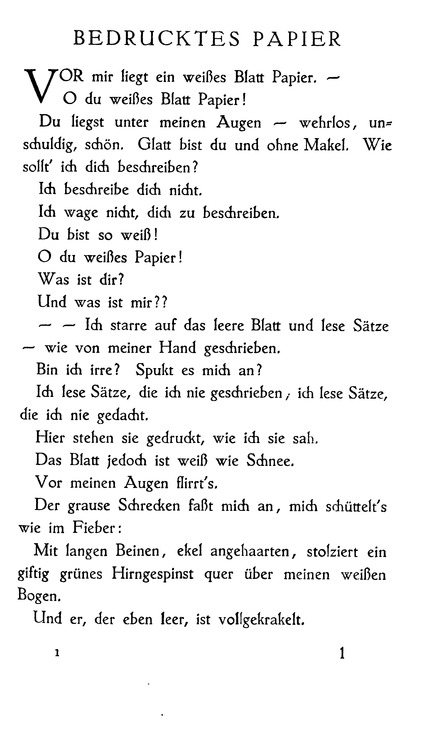 BEDRUCKTES PAPIER
VOR mir liegt ein weißes Blatt Papier. —
O du weißes Blatt Papier!
Du liegst unter meinen Augen — wehrlos, un-
schuldig, schön. Glatt bist du und ohne Makel. Wie
sollt' ich dich beschreiben?
Ich beschreibe dich nicht.
Ich wage nicht, dich zu beschreiben.
Du bist so weiß!
O du weißes Papier!
Was ist dir?
Und was ist mir??
— — Ich starre auf das leere Blatt und lese Sätze
— wie von meiner Hand geschrieben.
Bin ich irre? Spukt es mich an?
Ich lese Sätze, die ich nie geschrieben, ich lese Sätze,
die ich nie gedacht.
Hier stehen sie gedruckt, wie ich sie sah.
Das Blatt jedoch ist weiß wie Schnee.
Vor meinen Augen flirrt's.
Der grause Schrecken faßt mich an, mich schüttelt's
wie im Fieber:
Mit langen Beinen, ekel angehaarten, stolziert ein
giftig grünes Hirngespinst quer über meinen weißen
Bogen.
Und er, der eben leer, ist vollgekrakelt.
1 1